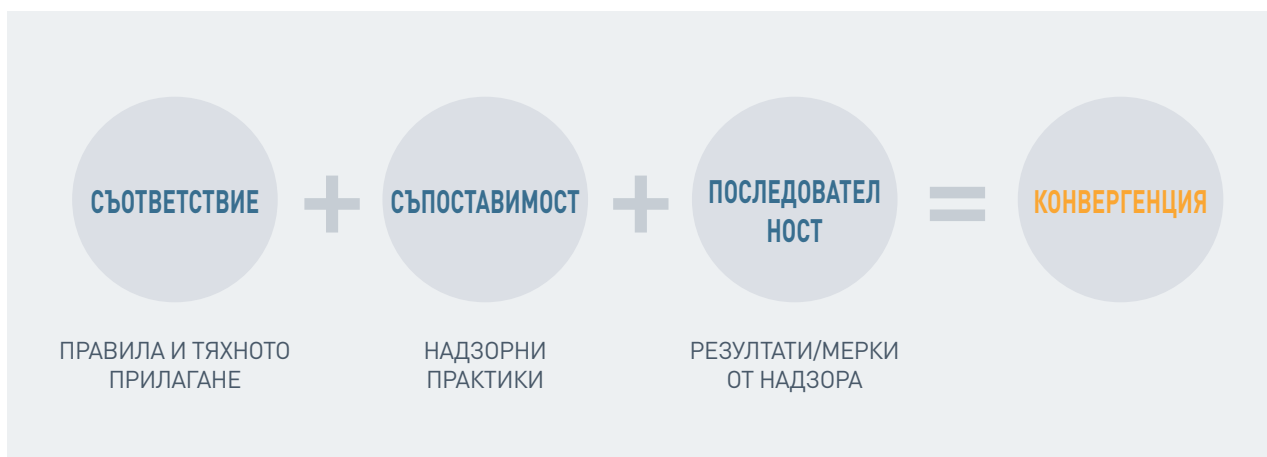 СЪОТВЕТСТВИЕ + СЪПОСТАВИМОСТ + ПОСЛЕДОВАТЕЛ
НОСТ = КОНВЕРГЕНЦИЯ
ПРАВИЛА И ТЯХНОТО
ПРИЛАГАНЕ
НАДЗОРНИ
ПРАКТИКИ
РЕЗУЛТАТИ/МЕРКИ
ОТ НАДЗОРА